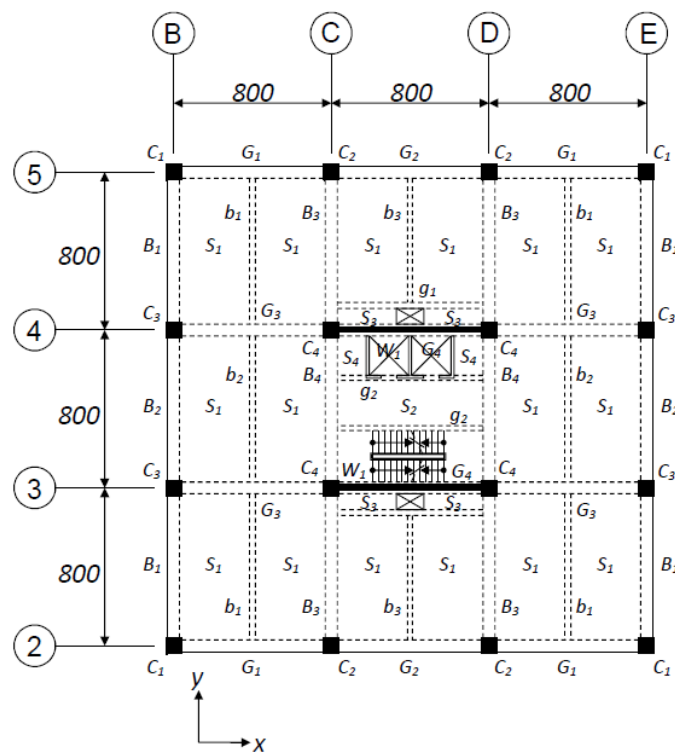 B C D E
800 800 800
C₁ G₁ C₂ G₂ C₂ G₁ C₁
5
b₁ B₃ b₃ B₃ b₁
B₁ S₁ S₁ S₁ S₁ S₁ S₁ B₁
800
g₁
C₃ G₃ S₃ S₃ G₃ C₃
4
C₄ W₁ G₄ C₄
S₄ S₄
b₂ B₄ B₄ b₂
g₂
B₂ S₁ S₁ S₂ S₁ S₁ B₂
800
g₂
C₃ C₄ W₁ G₄ C₄ C₃
3
S₃ S₃
G₃ G₃
B₁ S₁ S₁ S₁ S₁ S₁ S₁ B₁
800
b₁ B₃ b₃ B₃ b₁
2
C₁ G₁ C₂ G₂ C₂ G₁ C₁
y
x